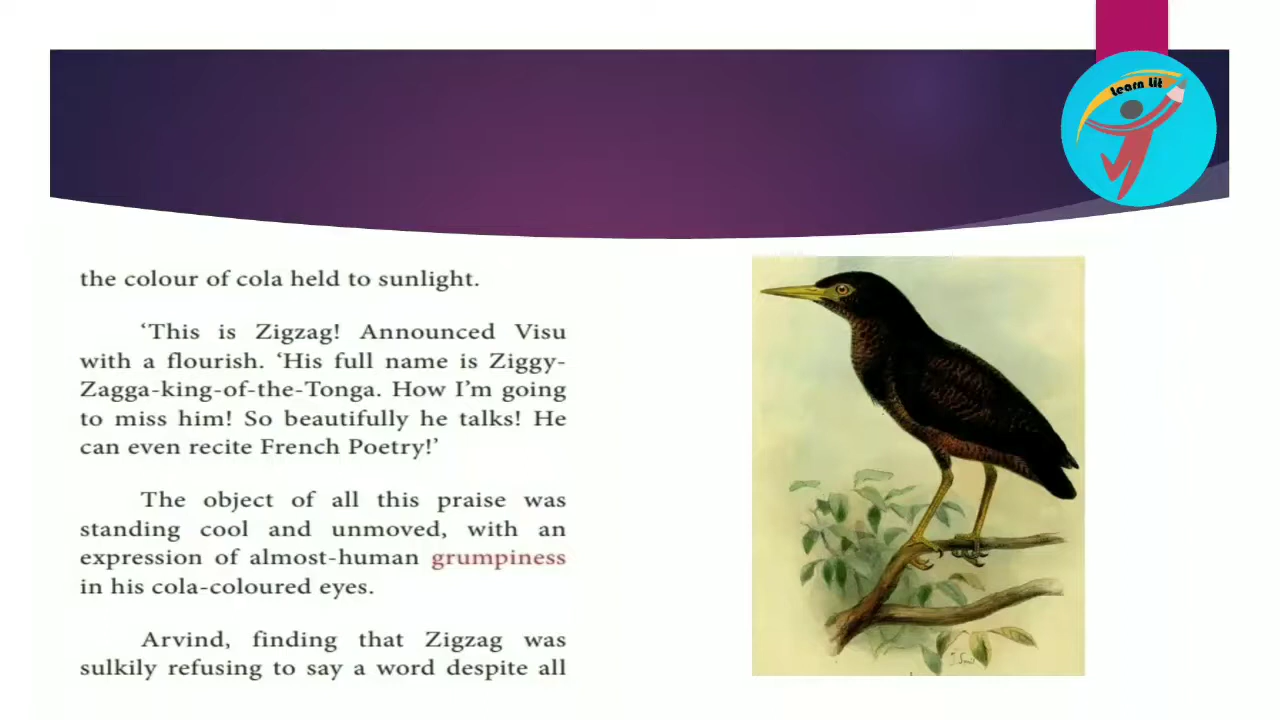 Learn Lit
the colour of cola held to sunlight.
‘This is Zigzag! Announced Visu
with a flourish. ‘His full name is Ziggy-
Zagga-king-of-the-Tonga. How I’m going
to miss him! So beautifully he talks! He
can even recite French Poetry!’
The object of all this praise was
standing cool and unmoved, with an
expression of almost-human grumpiness
in his cola-coloured eyes.
Arvind, finding that Zigzag was
sulkily refusing to say a word despite all